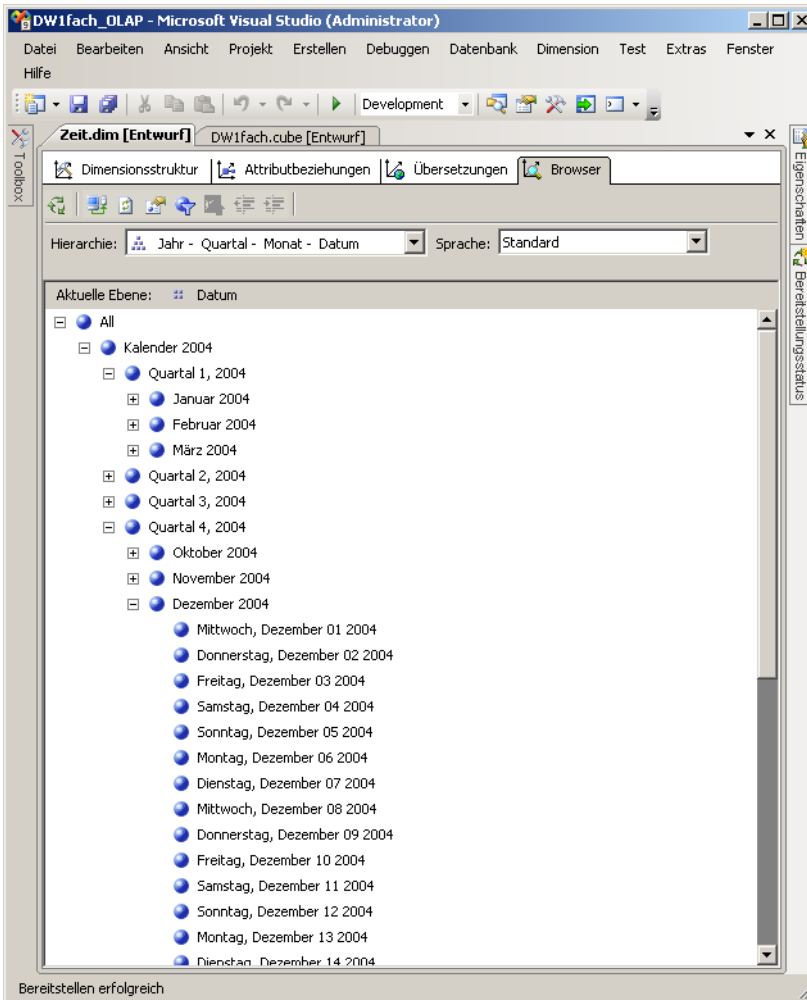 DW1fach_OLAP - Microsoft Visual Studio (Administrator)
Datei Bearbeiten Ansicht Projekt Erstellen Debuggen Datenbank Dimension Test Extras Fenster
Hilfe
Development
Toolbox
Zeit.dim [Entwurf] DW1fach.cube [Entwurf]
Dimensionsstruktur Attributbeziehungen Übersetzungen Browser
Hierarchie: Jahr - Quartal - Monat - Datum Sprache: Standard
Aktuelle Ebene: Datum
All
Kalender 2004
Quartal 1, 2004
Januar 2004
Februar 2004
März 2004
Quartal 2, 2004
Quartal 3, 2004
Quartal 4, 2004
Oktober 2004
November 2004
Dezember 2004
Mittwoch, Dezember 01 2004
Donnerstag, Dezember 02 2004
Freitag, Dezember 03 2004
Samstag, Dezember 04 2004
Sonntag, Dezember 05 2004
Montag, Dezember 06 2004
Dienstag, Dezember 07 2004
Mittwoch, Dezember 08 2004
Donnerstag, Dezember 09 2004
Freitag, Dezember 10 2004
Samstag, Dezember 11 2004
Sonntag, Dezember 12 2004
Montag, Dezember 13 2004
Dienstag, Dezember 14 2004
Eigenschaften
Bereitstellungsstatus
Bereitstellen erfolgreich